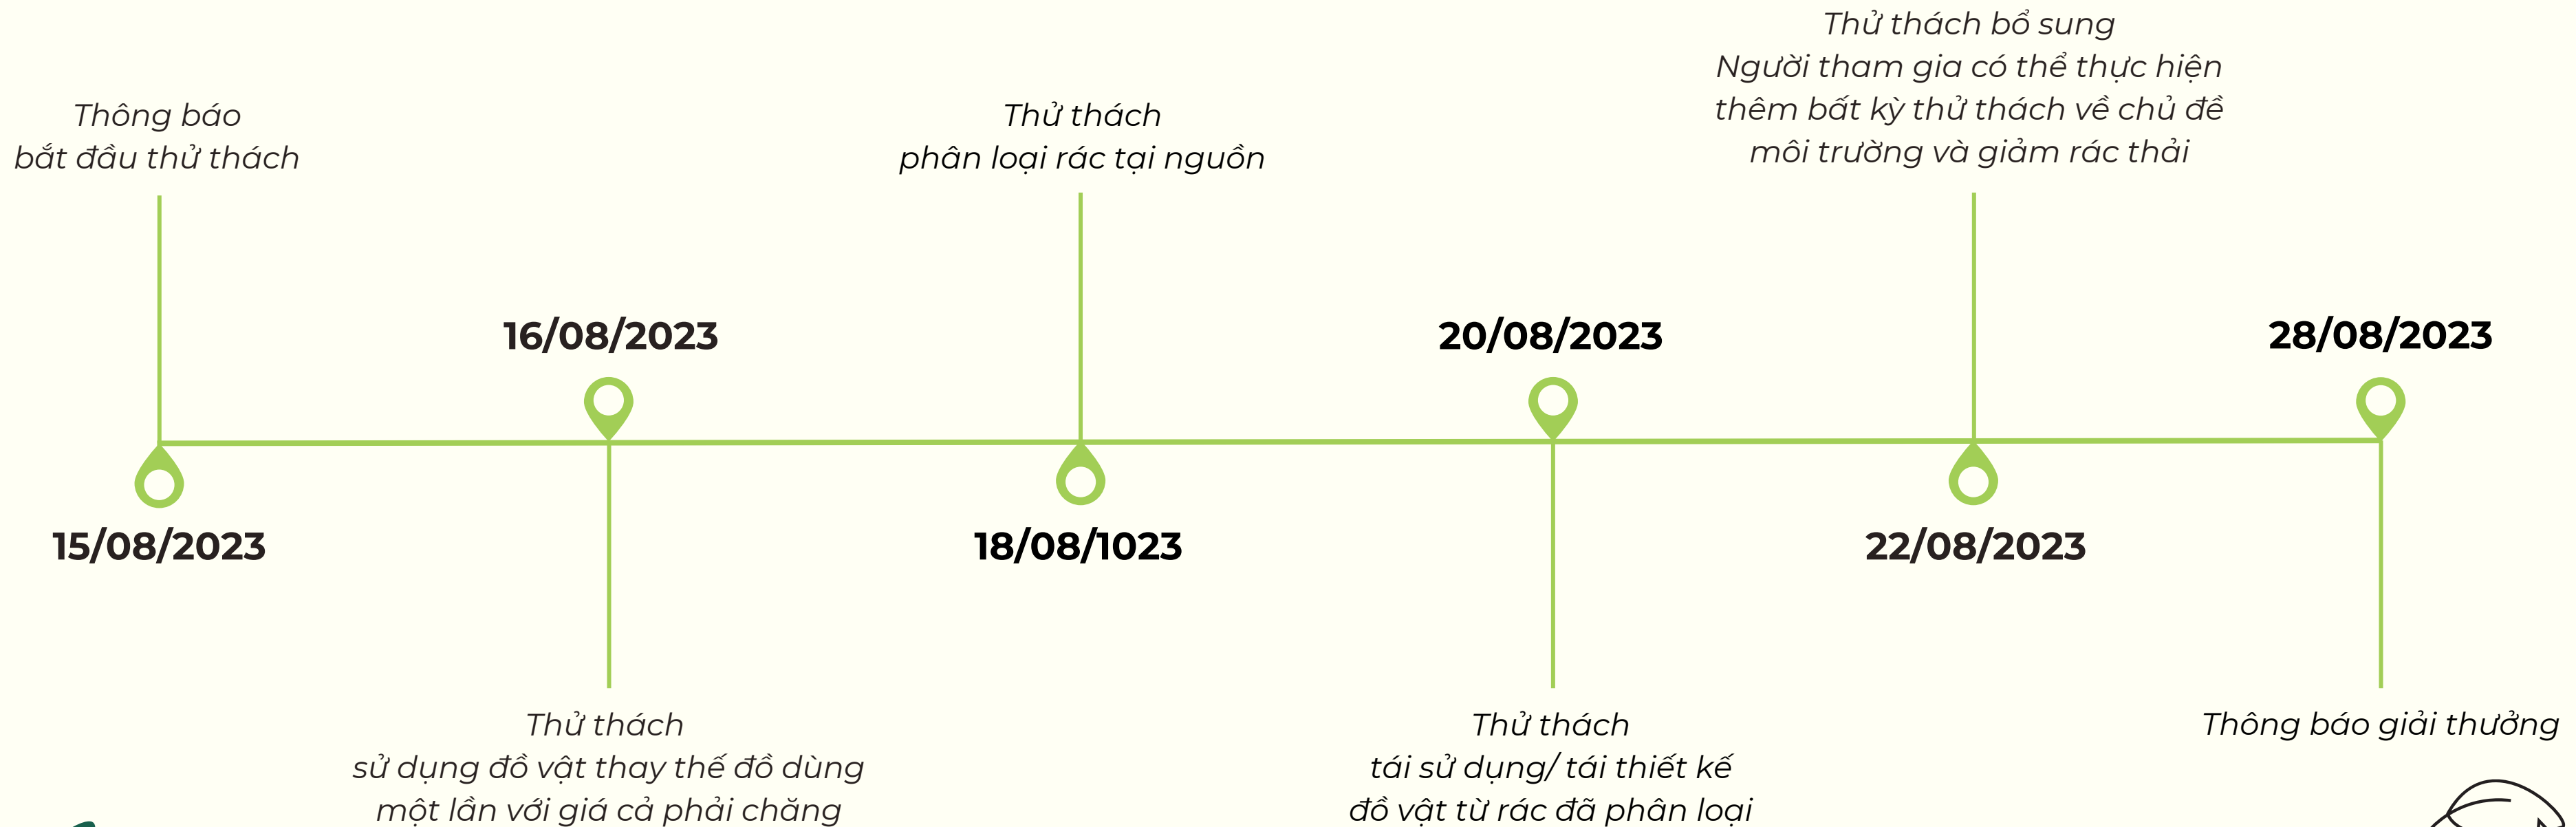 Thông báo
bắt đầu thử thách
15/08/2023
16/08/2023
Thử thách
sử dụng đồ vật thay thế đồ dùng
một lần với giá cả phải chăng
Thử thách
phân loại rác tại nguồn
18/08/1023
20/08/2023
Thử thách
tái sử dụng/ tái thiết kế
đồ vật từ rác đã phân loại
Thử thách bổ sung
Người tham gia có thể thực hiện
thêm bất kỳ thử thách về chủ đề
môi trường và giảm rác thải
22/08/2023
28/08/2023
Thông báo giải thưởng